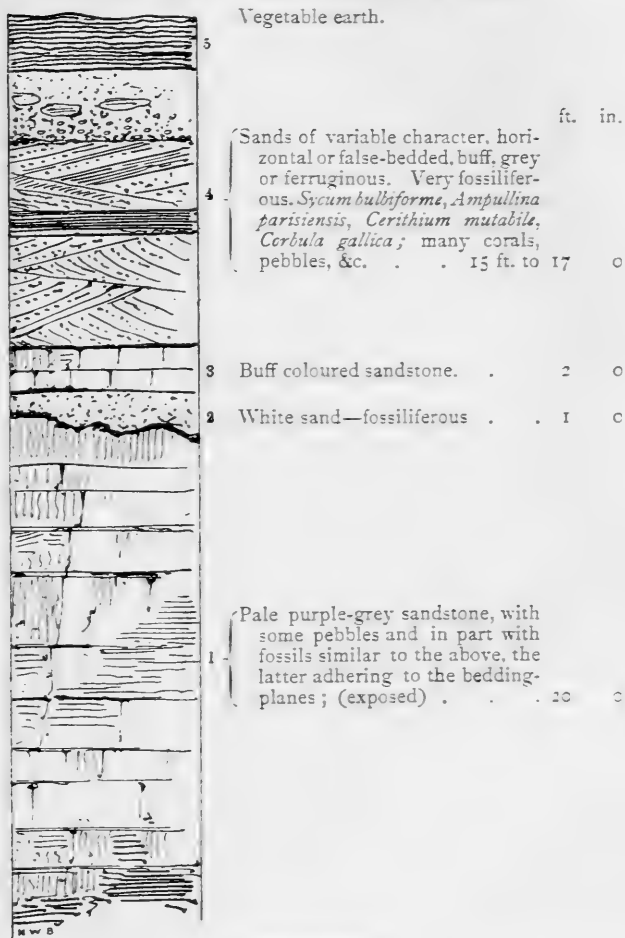 Vegetable earth.
5
ft. in.
Sands of variable character, hori-
zontal or false-bedded, buff, grey
or ferruginous. Very fossilifer-
4 ous. Sycum bulbiforme, Ampullina
parisiensis, Cerithium mutabile,
Corbula gallica; many corals,
pebbles, &c. . . 15 ft. to 17 0
3 Buff coloured sandstone. . 2 0
2 White sand—fossiliferous . . 1 0
Pale purple-grey sandstone, with
some pebbles and in part with
1 fossils similar to the above, the
latter adhering to the bedding-
planes; (exposed) . . . 20 0
H W B